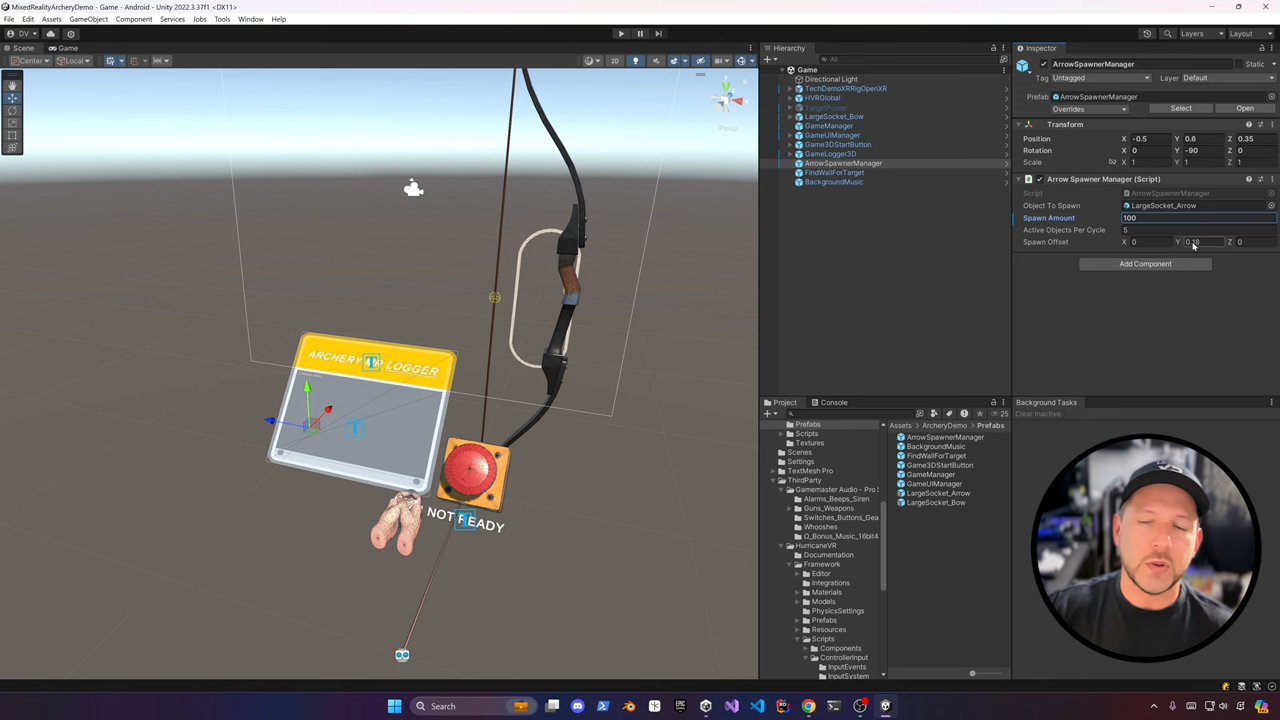 MixedRealityArcheryDemo - Game - Android - Unity 2022.3.37f1 <DX11>
File Edit Assets GameObject Component Services Jobs Tools Window Help
DV
Layers Layout
Scene Game
Center Local
2D
Persp
ARCHERY MR LOGGER
NOT READY
Hierarchy
All
Game
Directional Light
TechDemoXRRigOpenXR
HVRGlobal
TargetPoster
LargeSocket_Bow
GameManager
GameUIManager
Game3DStartButton
GameLogger3D
ArrowSpawnerManager
FindWallForTarget
BackgroundMusic
Inspector
ArrowSpawnerManager Static
Tag Untagged Layer Default
Prefab ArrowSpawnerManager Select Open
Overrides
Transform
Position X -0.5 Y 0.6 Z 0.35
Rotation X 0 Y -90 Z 0
Scale X 1 Y 1 Z 1
Arrow Spawner Manager (Script)
Script ArrowSpawnerManager
Object To Spawn LargeSocket_Arrow
Spawn Amount 100
Active Objects Per Cycle 5
Spawn Offset X 0 Y 0.18 Z 0
Add Component
Project Console
25
Prefabs
Scripts
Textures
Scenes
Settings
TextMesh Pro
ThirdParty
Gamemaster Audio - Pro S
Alarms_Beeps_Siren
Guns_Weapons
Switches_Buttons_Gea
Whooshes
Ω_Bonus_Music_16bit4
HurricaneVR
Documentation
Framework
Editor
Integrations
Materials
Models
PhysicsSettings
Prefabs
Resources
Scripts
Components
ControllerInput
InputEvents
InputSystem
Assets ArcheryDemo Prefabs
ArrowSpawnerManager
BackgroundMusic
FindWallForTarget
Game3DStartButton
GameManager
GameUIManager
LargeSocket_Arrow
LargeSocket_Bow
Background Tasks
Clear Inactive
Search